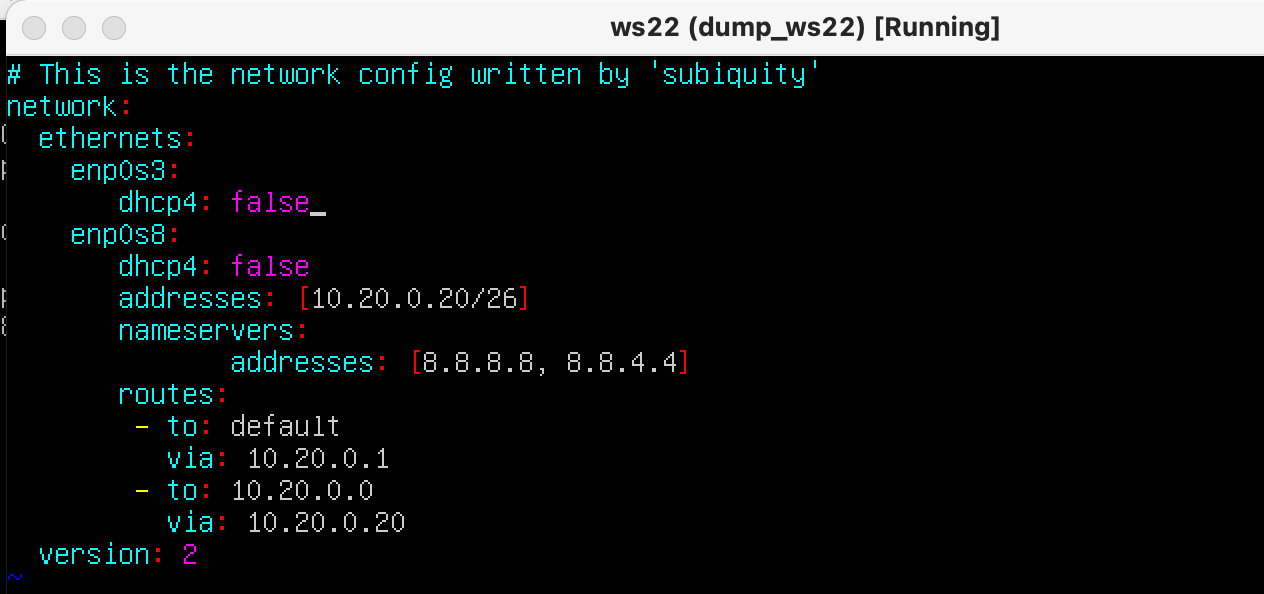 ws22 (dump_ws22) [Running]
# This is the network config written by 'subiquity'
network:
  ethernets:
    enp0s3:
       dhcp4: false_
    enp0s8:
       dhcp4: false
       addresses: [10.20.0.20/26]
       nameservers:
              addresses: [8.8.8.8, 8.8.4.4]
       routes:
        - to: default
          via: 10.20.0.1
        - to: 10.20.0.0
          via: 10.20.0.20
  version: 2
~